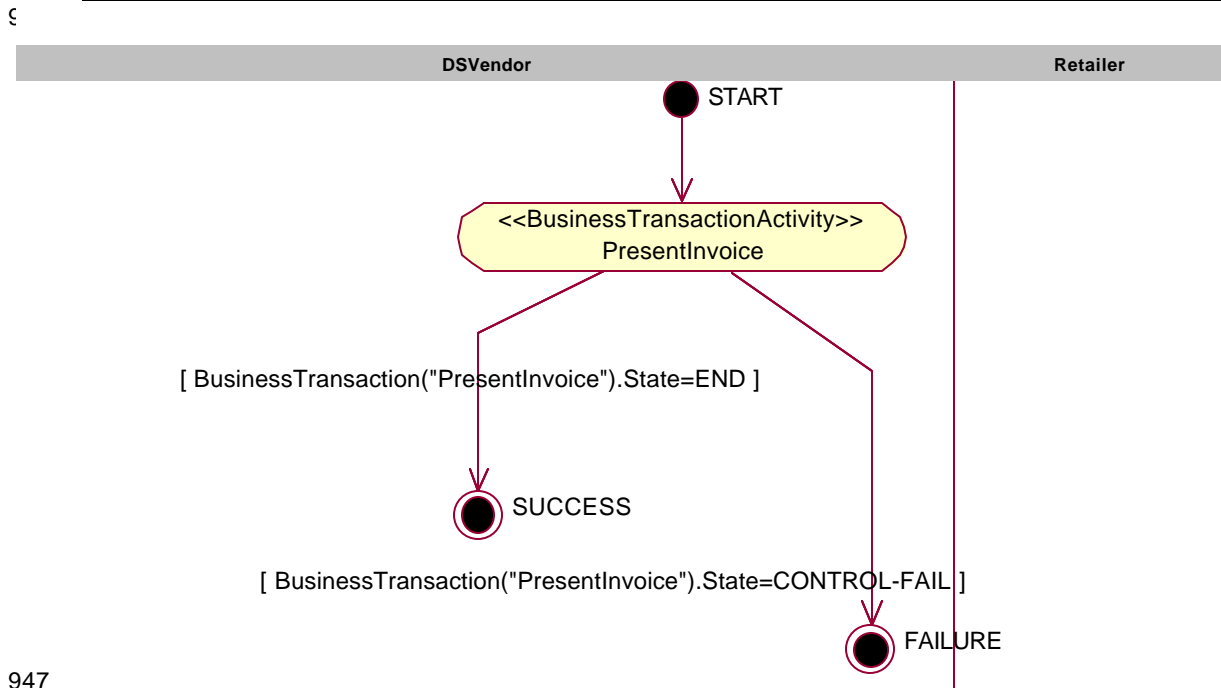 DSVendor
Retailer
START
<<BusinessTransactionActivity>>
PresentInvoice
[ BusinessTransaction("PresentInvoice").State=END ]
SUCCESS
[ BusinessTransaction("PresentInvoice").State=CONTROL-FAIL ]
FAILURE
947